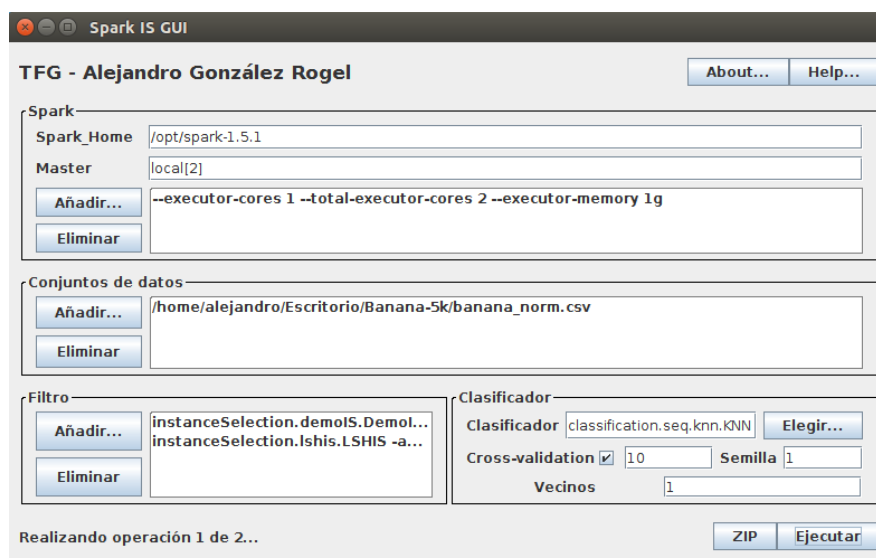 Spark IS GUI
TFG - Alejandro González Rogel
About...
Help...
Spark
Spark_Home /opt/spark-1.5.1
Master local[2]
Añadir...
--executor-cores 1 --total-executor-cores 2 --executor-memory 1g
Eliminar
Conjuntos de datos
Añadir...
/home/alejandro/Escritorio/Banana-5k/banana_norm.csv
Eliminar
Filtro
Añadir...
instanceSelection.demoIS.DemoI...
instanceSelection.lshis.LSHIS -a...
Eliminar
Clasificador
Clasificador classification.seq.knn.KNN Elegir...
Cross-validation 10 Semilla 1
Vecinos 1
Realizando operación 1 de 2...
ZIP
Ejecutar